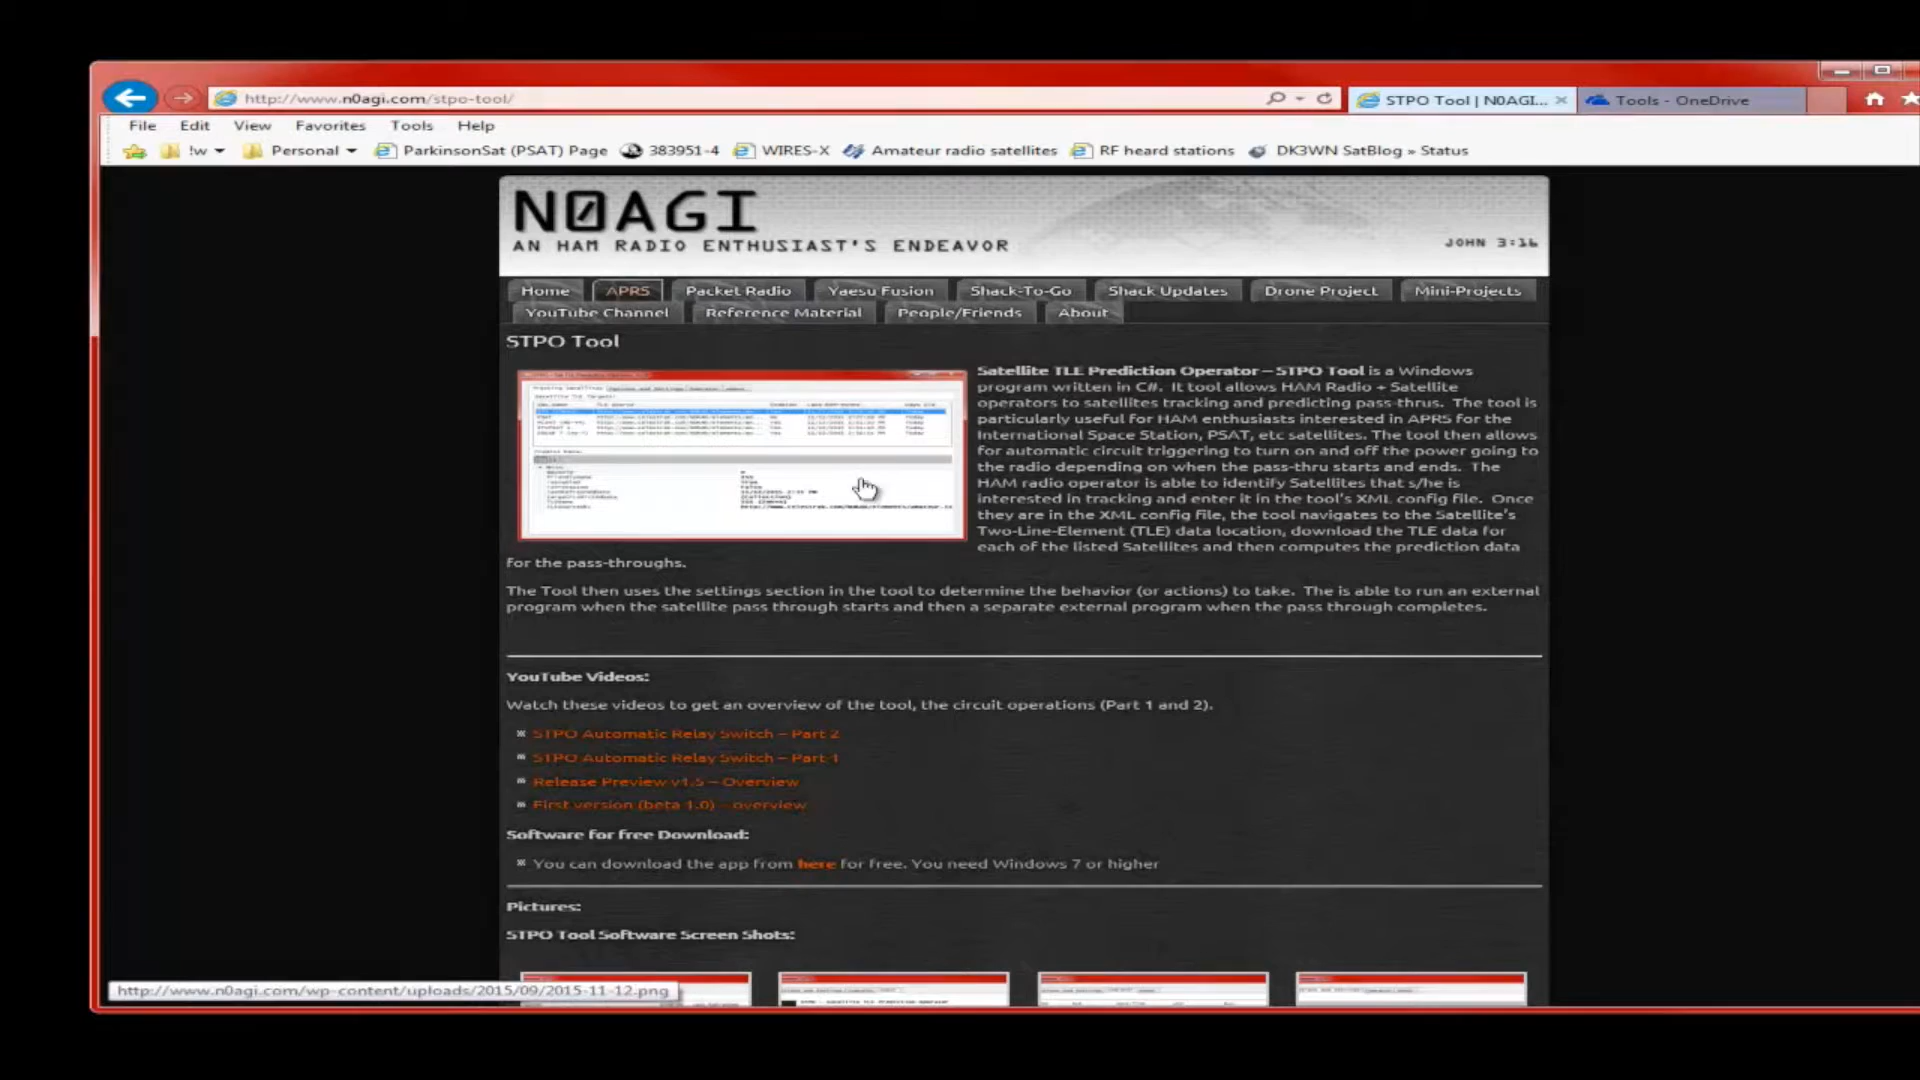 http://www.n0agi.com/stpo-tool/
STPO Tool | N0AGI...
Tools - OneDrive
File Edit View Favorites Tools Help
!w Personal ParkinsonSat (PSAT) Page 383951-4 WIRES-X Amateur radio satellites RF heard stations DK3WN SatBlog » Status
N0AGI
AN HAM RADIO ENTHUSIAST'S ENDEAVOR
JOHN 3:16
Home APRS Packet Radio Yaesu Fusion Shack-To-Go Shack Updates Drone Project Mini-Projects
YouTube Channel Reference Material People/Friends About
STPO Tool
Satellite TLE Prediction Operator – STPO Tool is a Windows
program written in C#. It tool allows HAM Radio + Satellite
operators to satellites tracking and predicting pass-thrus. The tool is
particularly useful for HAM enthusiasts interested in APRS for the
International Space Station, PSAT, etc satellites. The tool then allows
for automatic circuit triggering to turn on and off the power going to
the radio depending on when the pass-thru starts and ends. The
HAM radio operator is able to identify Satellites that s/he is
interested in tracking and enter it in the tool's XML config file. Once
they are in the XML config file, the tool navigates to the Satellite's
Two-Line-Element (TLE) data location, download the TLE data for
each of the listed Satellites and then computes the prediction data
for the pass-throughs.
The Tool then uses the settings section in the tool to determine the behavior (or actions) to take. The is able to run an external
program when the satellite pass through starts and then a separate external program when the pass through completes.
YouTube Videos:
Watch these videos to get an overview of the tool, the circuit operations (Part 1 and 2).
STPO Automatic Relay Switch – Part 2
STPO Automatic Relay Switch – Part 1
Release Preview v1.5 – Overview
First version (beta 1.0) – overview
Software for free Download:
You can download the app from here for free. You need Windows 7 or higher
Pictures:
STPO Tool Software Screen Shots:
http://www.n0agi.com/wp-content/uploads/2015/09/2015-11-12.png